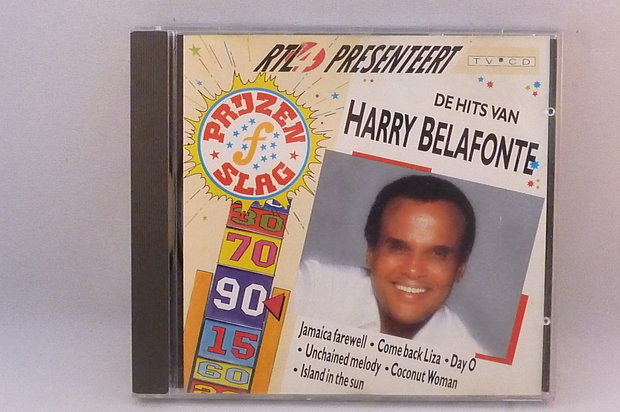 RTL4 PRESENTEERT
TV CD
DE HITS VAN
HARRY BELAFONTE
PRIJZEN
f
SLAG
80
70
90
15
60
Jamaica farewell • Come back Liza • Day O
• Unchained melody • Coconut Woman
• Island in the sun